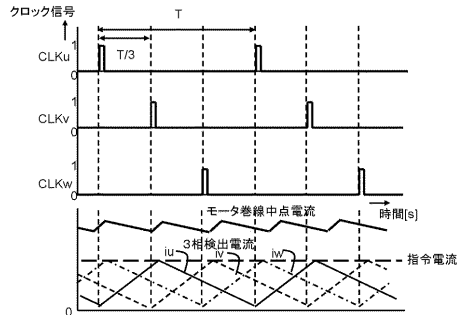 クロック信号
T
1
CLKu
T/3
0
1
CLKv
0
1
CLKw
0
時間[s]
モータ巻線中点電流
3相検出電流
iu
iv
iw
指令電流
0